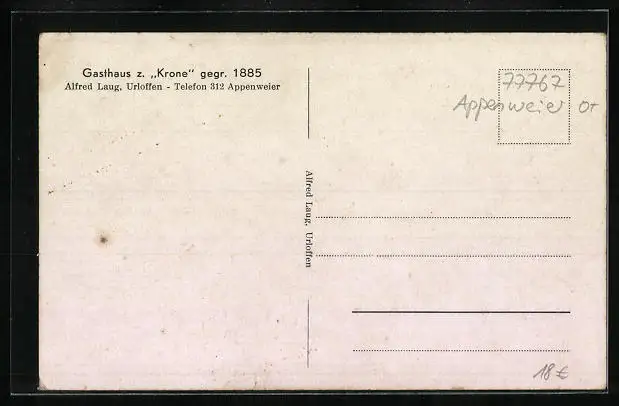 Gasthaus z. „Krone" gegr. 1885
Alfred Laug, Urloffen - Telefon 312 Appenweier
77767
Appenweier OT
Alfred Laug, Urloffen
18 €